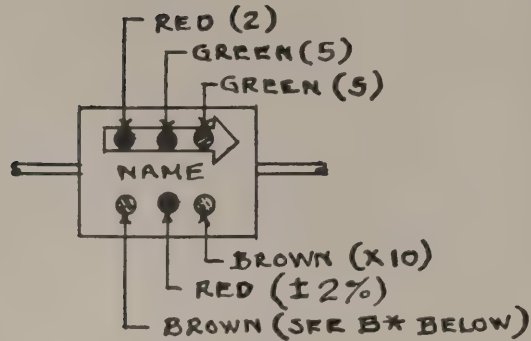 RED (2)
GREEN (5)
GREEN (5)
NAME
BROWN (X10)
RED (±2%)
BROWN (SEE B* BELOW)